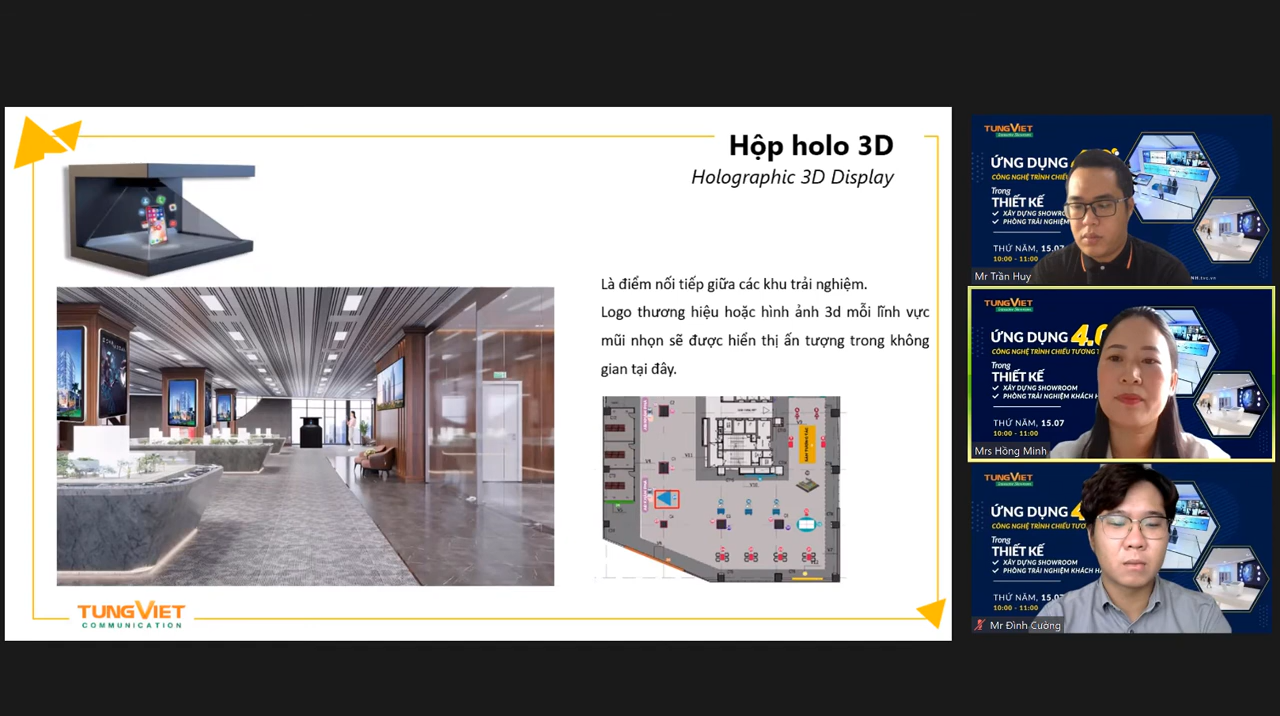 Hộp holo 3D
Holographic 3D Display
Là điểm nối tiếp giữa các khu trải nghiệm.
Logo thương hiệu hoặc hình ảnh 3d mỗi lĩnh vực
mũi nhọn sẽ được hiển thị ấn tượng trong không
gian tại đây.
TUNGVIET
COMMUNICATION
TUNGVIET
ỨNG DỤNG
CÔNG NGHỆ TRÌNH CHIẾU
Trong
THIẾT KẾ
XÂY DỰNG SHOWRO
PHÒNG TRẢI NGHIỆM
THỨ NĂM, 15.07
10:00 - 11:00
Mr Trần Huy
TUNGVIET
ỨNG DỤNG 4.0
CÔNG NGHỆ TRÌNH CHIẾU TƯƠNG T
Trong
THIẾT KẾ
XÂY DỰNG SHOWROOM
PHÒNG TRẢI NGHIỆM KHÁCH H
THỨ NĂM, 15.07
10:00 - 11:00
Mrs Hồng Minh
TUNGVIET
ỨNG DỤNG 4
CÔNG NGHỆ TRÌNH CHIẾU TƯƠ
Trong
THIẾT KẾ
XÂY DỰNG SHOWROOM
PHÒNG TRẢI NGHIỆM KHÁCH HÀ
THỨ NĂM, 15.0
10:00 - 11:00
Mr Đình Cường